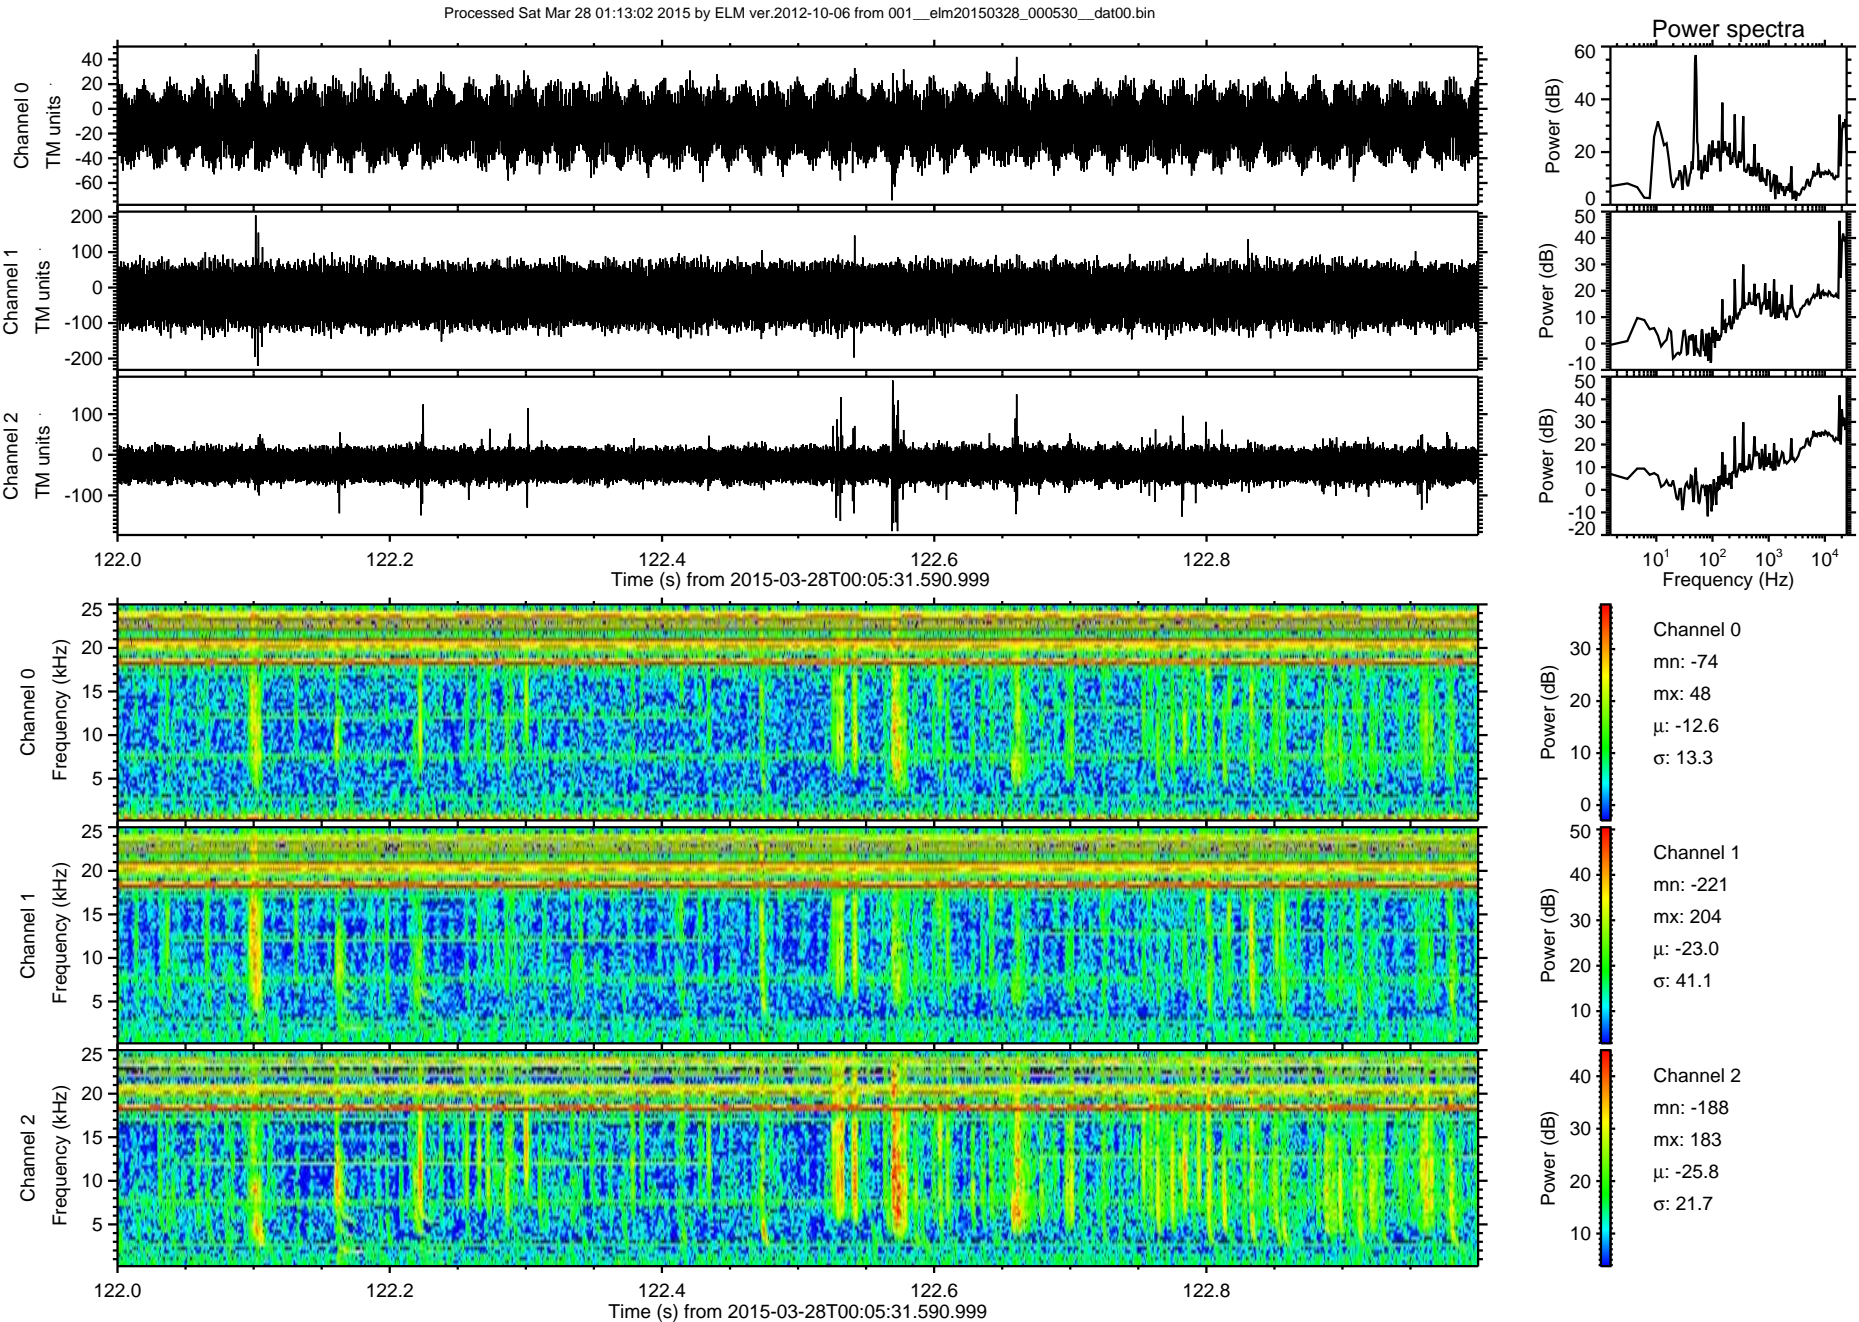 Processed Sat Mar 28 01:13:02 2015 by ELM ver.2012-10-06 from 001__elm20150328_000530__dat00.bin
Power spectra
Channel 0
TM units
40
20
0
-20
-40
-60
Power (dB)
60
40
20
0
Channel 1
TM units
200
100
0
-100
-200
Power (dB)
50
40
30
20
10
0
-10
Channel 2
TM units
100
0
-100
Power (dB)
50
40
30
20
10
0
-10
-20
122.0 122.2 122.4 122.6 122.8
Time (s) from 2015-03-28T00:05:31.590.999
10^1 10^2 10^3 10^4
Frequency (Hz)
Channel 0
Frequency (kHz)
25
20
15
10
5
Power (dB)
30
20
10
0
Channel 0
mn: -74
mx: 48
μ: -12.6
σ: 13.3
Channel 1
Frequency (kHz)
25
20
15
10
5
Power (dB)
50
40
30
20
10
Channel 1
mn: -221
mx: 204
μ: -23.0
σ: 41.1
Channel 2
Frequency (kHz)
25
20
15
10
5
Power (dB)
40
30
20
10
Channel 2
mn: -188
mx: 183
μ: -25.8
σ: 21.7
122.0 122.2 122.4 122.6 122.8
Time (s) from 2015-03-28T00:05:31.590.999